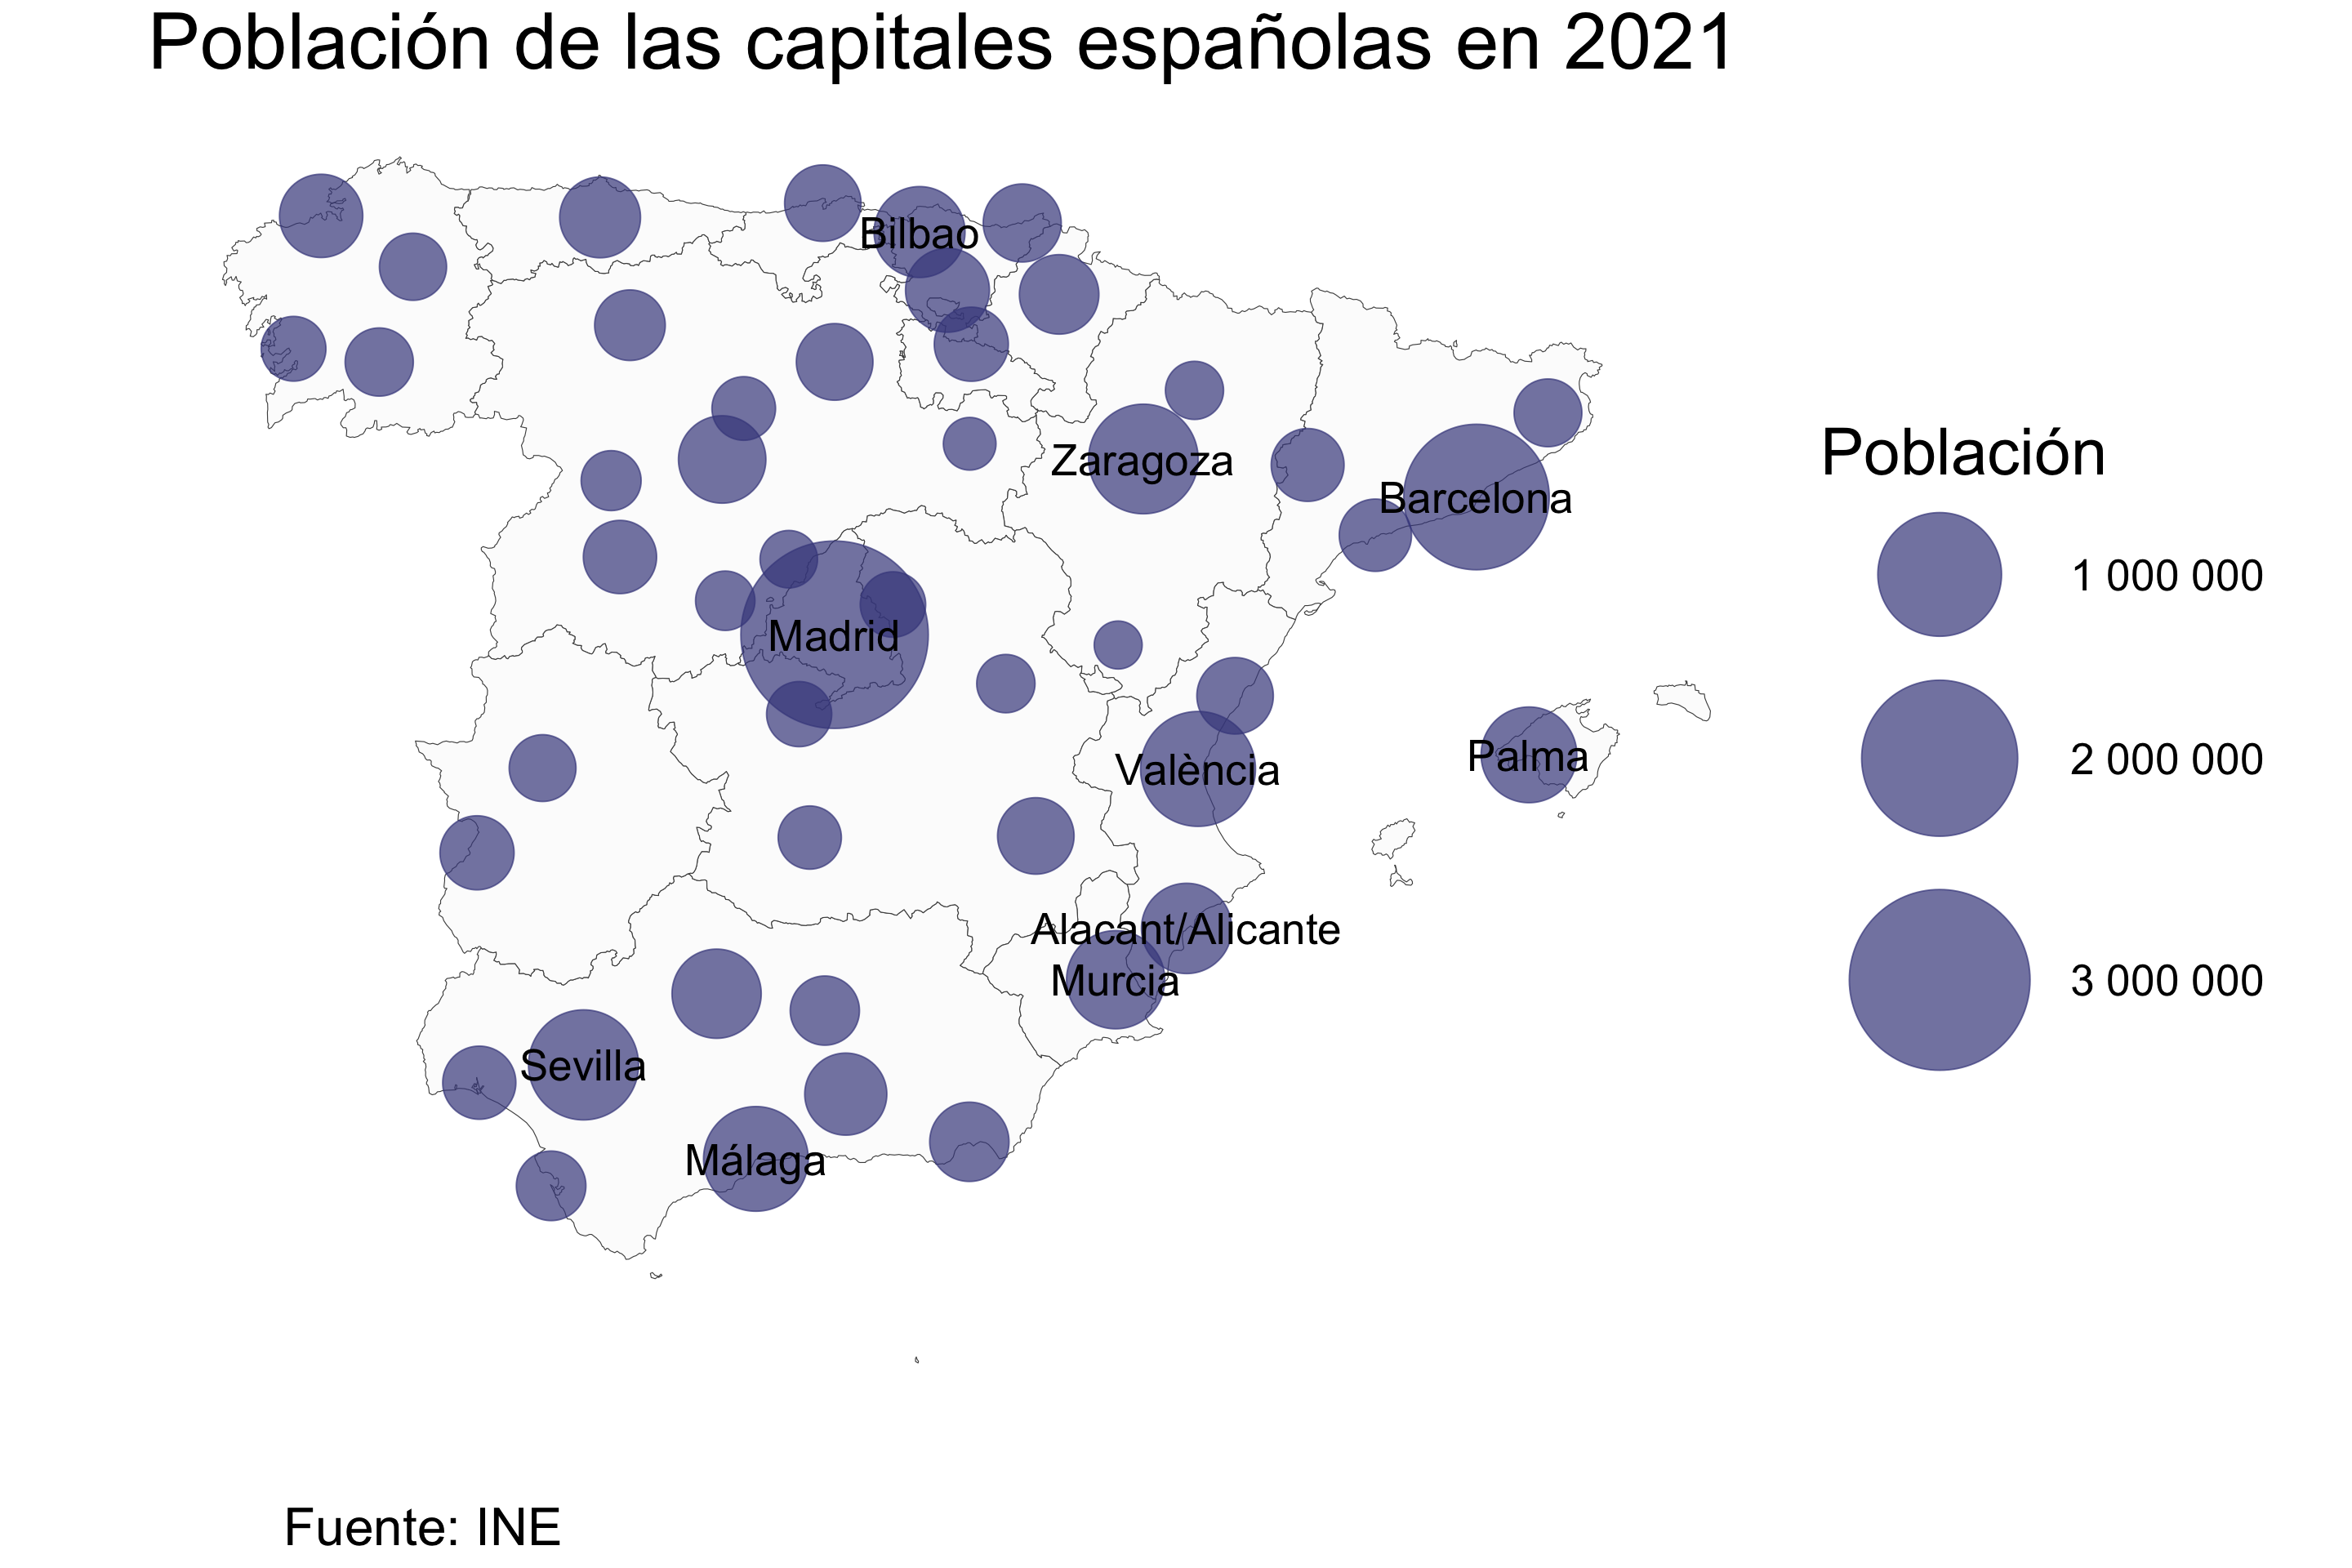 Población de las capitales españolas en 2021
Bilbao
Zaragoza
Barcelona
Madrid
València
Palma
Alacant/Alicante
Murcia
Sevilla
Málaga
Población
1 000 000
2 000 000
3 000 000
Fuente: INE